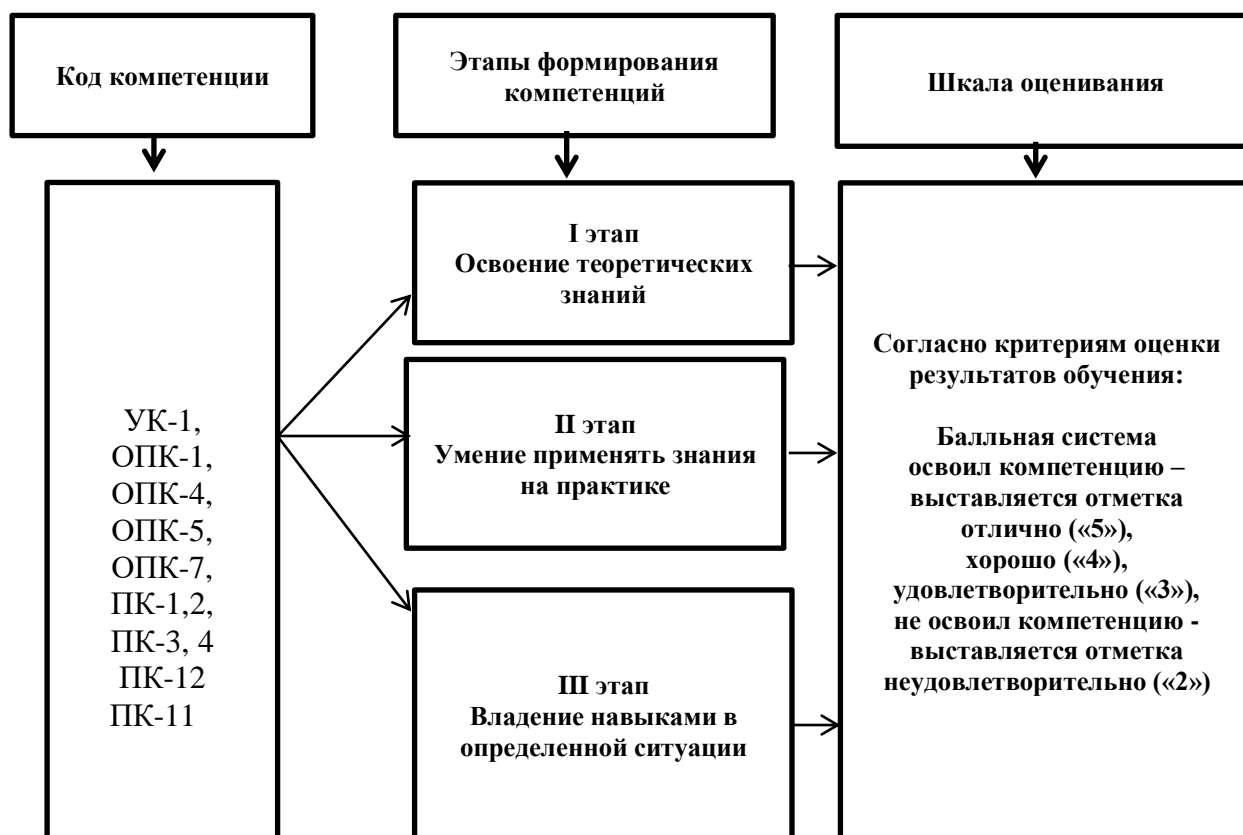 Код компетенции
Этапы формирования
компетенций
Шкала оценивания
УК-1,
ОПК-1,
ОПК-4,
ОПК-5,
ОПК-7,
ПК-1,2,
ПК-3, 4
ПК-12
ПК-11
I этап
Освоение теоретических
знаний
II этап
Умение применять знания
на практике
III этап
Владение навыками в
определенной ситуации
Согласно критериям оценки
результатов обучения:
Балльная система
освоил компетенцию –
выставляется отметка
отлично («5»),
хорошо («4»),
удовлетворительно («3»),
не освоил компетенцию -
выставляется отметка
неудовлетворительно («2»)